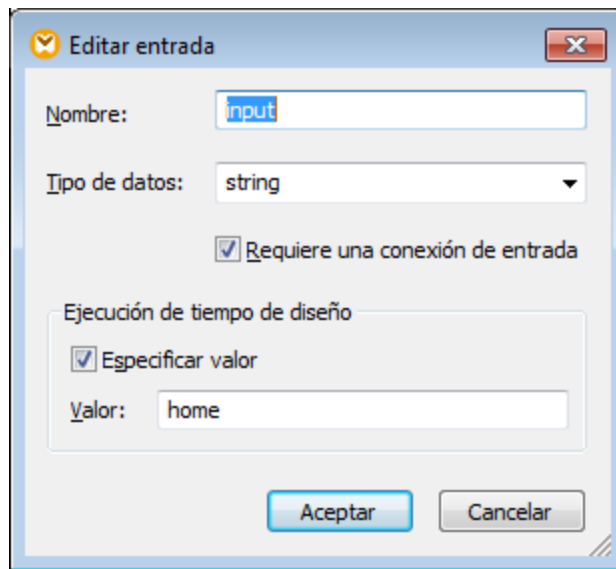 Editar entrada
Nombre: input
Tipo de datos: string
Requiere una conexión de entrada
Ejecución de tiempo de diseño
Especificar valor
Valor: home
Aceptar Cancelar